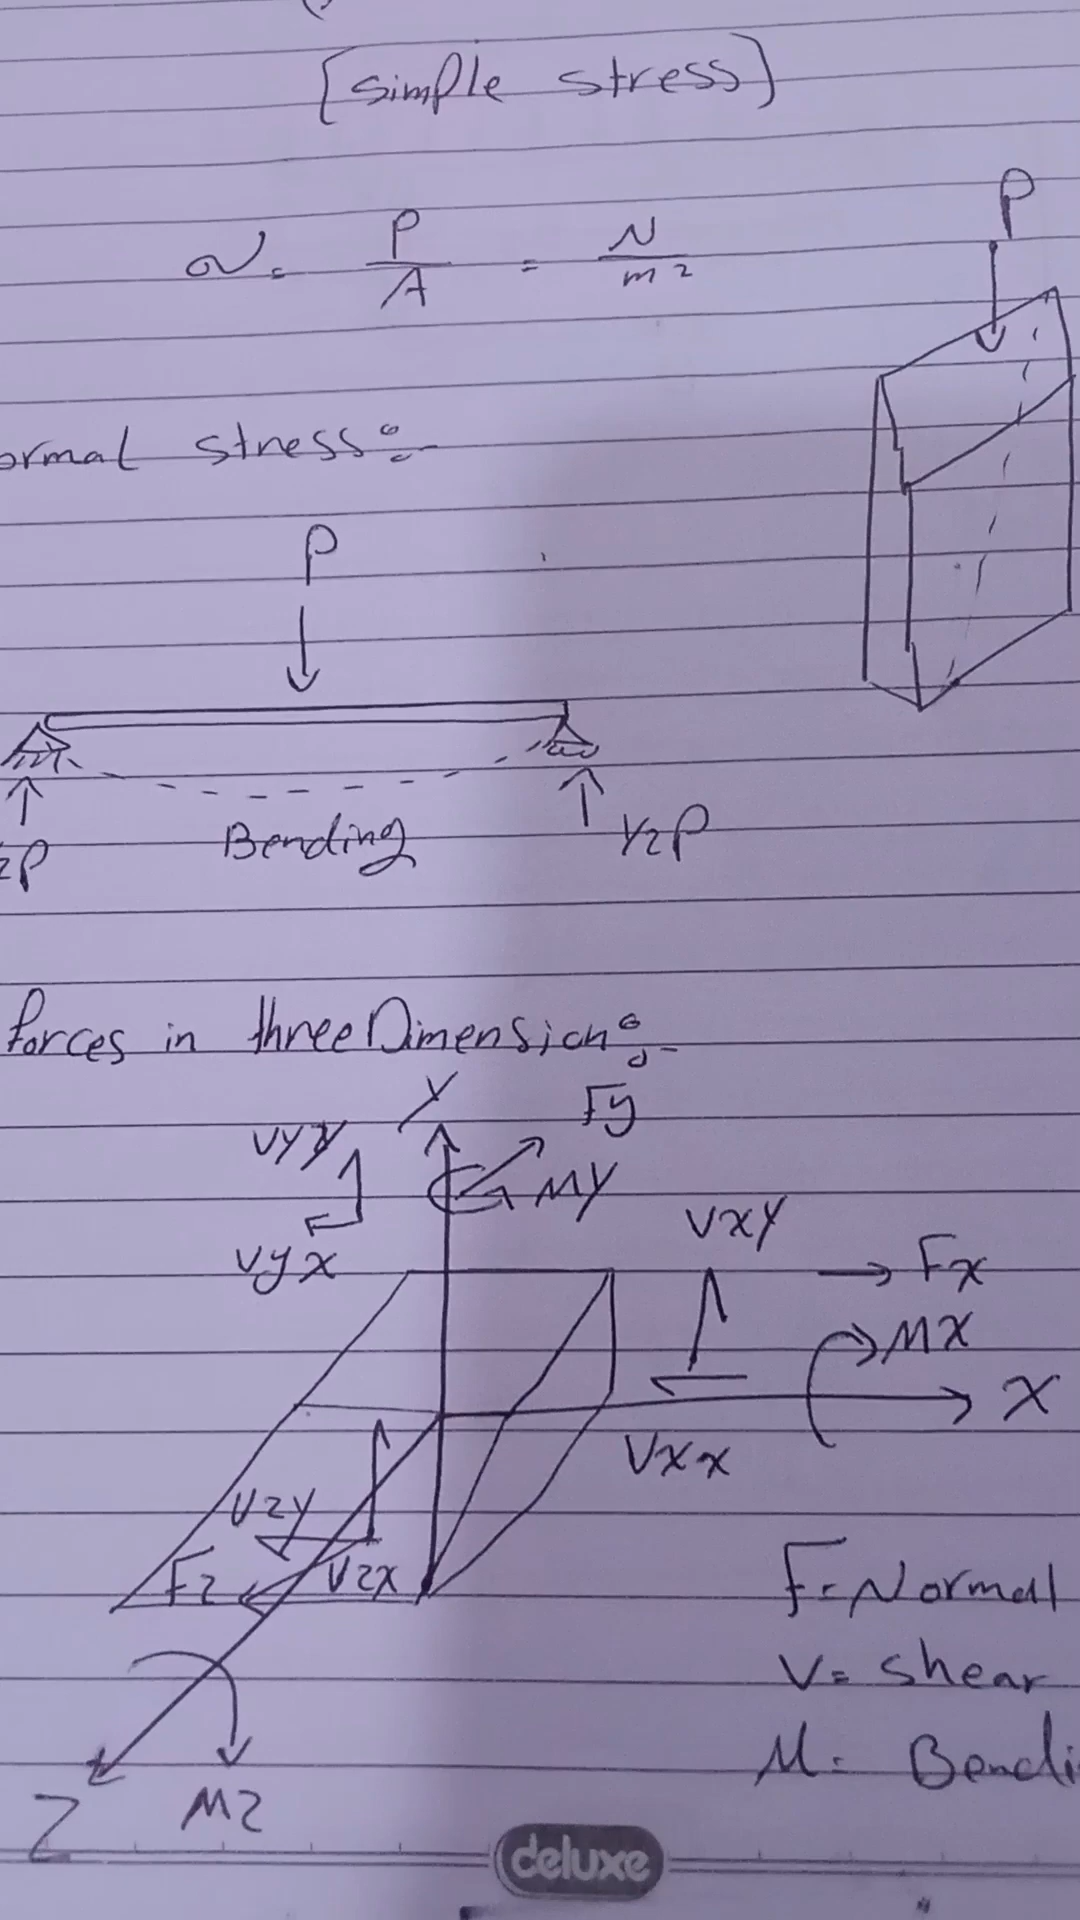 [simple stress]
P
σ = P/A = N/m²
ormal stress:-
P
1/2P
Bending
2P
forces in three Dimension:-
Y
Fy
VyX
MY
VXY
Fx
MX
X
VXX
VZY
Fz
VZX
F=Normal
V= shear
M= Bendi
Z
MZ
deluxe